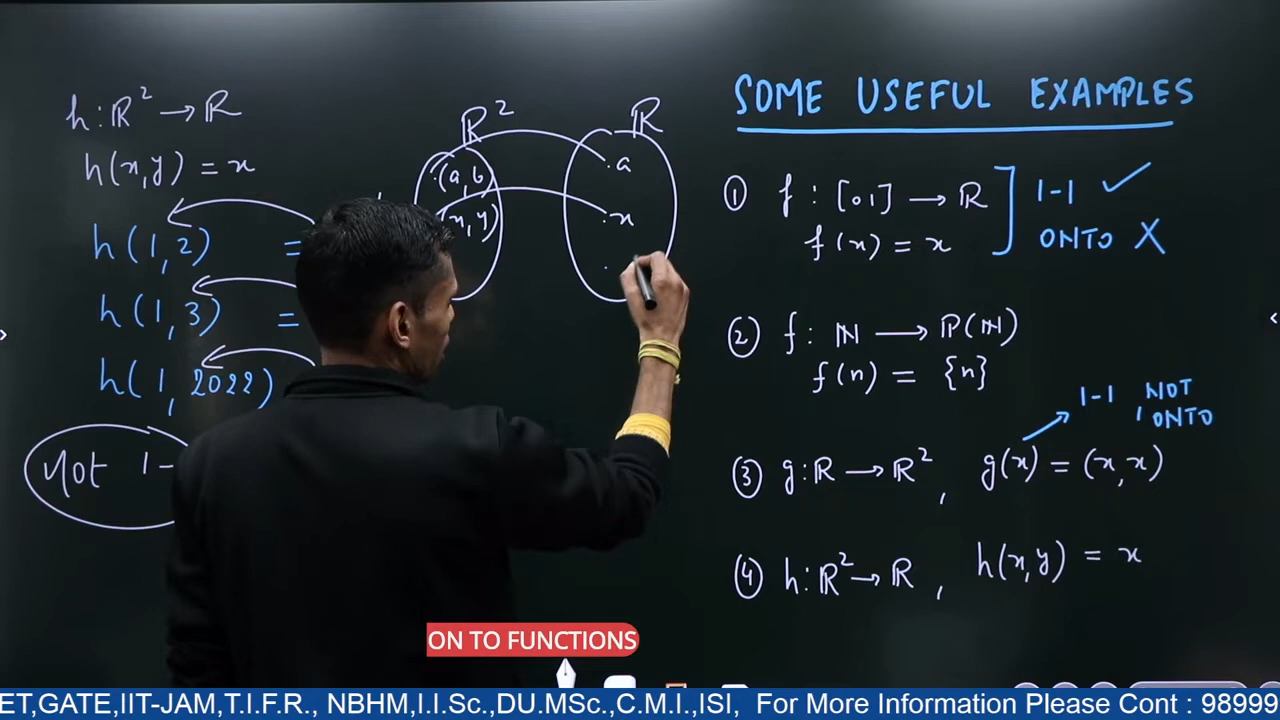 h : ℝ² → ℝ
h(x,y) = x
h(1,2) =
h(1,3) =
h(1,2022)
Not 1-
ℝ² ℝ
(a,b) a
(x,y) x
SOME USEFUL EXAMPLES
① f : [0,1] → ℝ
f(x) = x
1-1 ✓
ONTO X
② f : ℕ → ℙ(ℕ)
f(n) = {n}
1-1 , NOT ONTO
③ g : ℝ → ℝ² , g(x) = (x,x)
④ h : ℝ² → ℝ , h(x,y) = x
ON TO FUNCTIONS
ET,GATE,IIT-JAM,T.I.F.R., NBHM,I.I.Sc.,DU.MSc.,C.M.I.,ISI, For More Information Please Cont : 98999